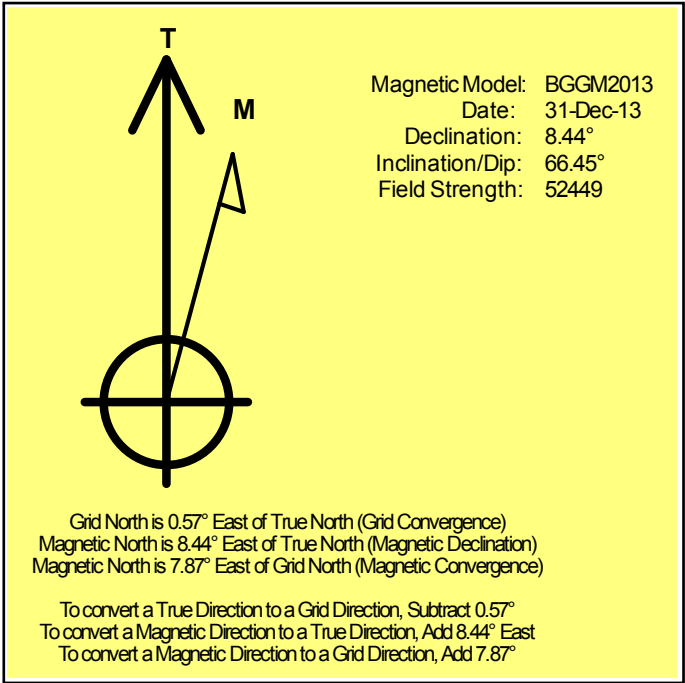 T
M
Magnetic Model: BGGM2013
Date: 31-Dec-13
Declination: 8.44°
Inclination/Dip: 66.45°
Field Strength: 52449
Grid North is 0.57° East of True North (Grid Convergence)
Magnetic North is 8.44° East of True North (Magnetic Declination)
Magnetic North is 7.87° East of Grid North (Magnetic Convergence)
To convert a True Direction to a Grid Direction, Subtract 0.57°
To convert a Magnetic Direction to a True Direction, Add 8.44° East
To convert a Magnetic Direction to a Grid Direction, Add 7.87°